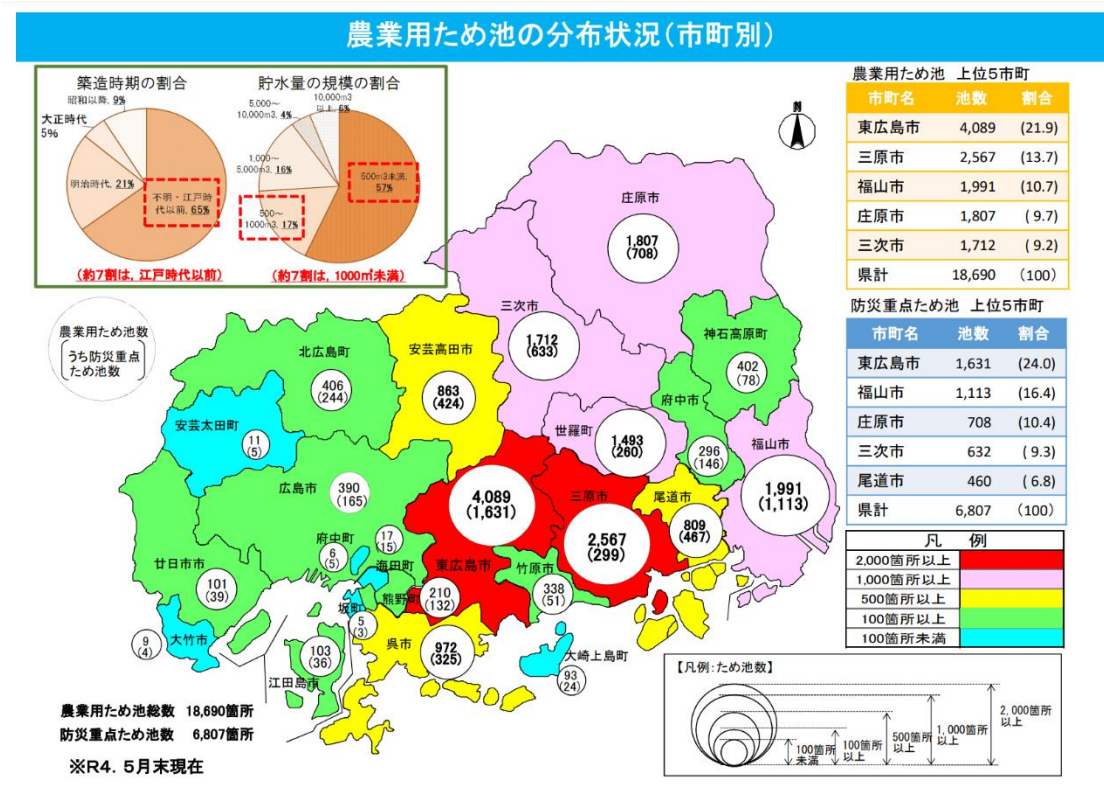 農業用ため池の分布状況（市町別）
築造時期の割合
昭和以降, 9%
大正時代
5%
明治時代, 21%
不明・江戸時
代以前, 65%
（約7割は，江戸時代以前）
貯水量の規模の割合
10,000m3
以上, 6%
5,000～
10,000m3, 4%
1,000～
5,000m3, 16%
500～
1000m3, 17%
500m3未満,
57%
（約7割は，1000㎥未満）
農業用ため池 上位5市町
市町名 池数 割合
東広島市 4,089 (21.9)
三原市 2,567 (13.7)
福山市 1,991 (10.7)
庄原市 1,807 ( 9.7)
三次市 1,712 ( 9.2)
県計 18,690 (100)
防災重点ため池 上位5市町
市町名 池数 割合
東広島市 1,631 (24.0)
福山市 1,113 (16.4)
庄原市 708 (10.4)
三次市 632 ( 9.3)
尾道市 460 ( 6.8)
県計 6,807 (100)
凡 例
2,000箇所以上
1,000箇所以上
500箇所以上
100箇所以上
100箇所未満
農業用ため池数
うち防災重点
ため池数
N
庄原市
1,807
(708)
三次市
1,712
(633)
神石高原町
402
(78)
北広島町
406
(244)
安芸高田市
863
(424)
安芸太田町
11
(5)
府中市
296
(146)
世羅町
1,493
(260)
福山市
1,991
(1,113)
広島市
390
(165)
4,089
(1,631)
東広島市
三原市
2,567
(299)
尾道市
809
(467)
府中町
6
(5)
17
(15)
海田町
廿日市市
101
(39)
熊野町
210
(132)
竹原市
338
(51)
坂町
5
(3)
大竹市
9
(4)
呉市
972
(325)
103
(36)
江田島市
大崎上島町
93
(24)
農業用ため池総数 18,690箇所
防災重点ため池数 6,807箇所
※R4．5月末現在
【凡例：ため池数】
100箇所
未満
100箇所
以上
500箇所
以上
1,000箇所
以上
2,000箇所
以上